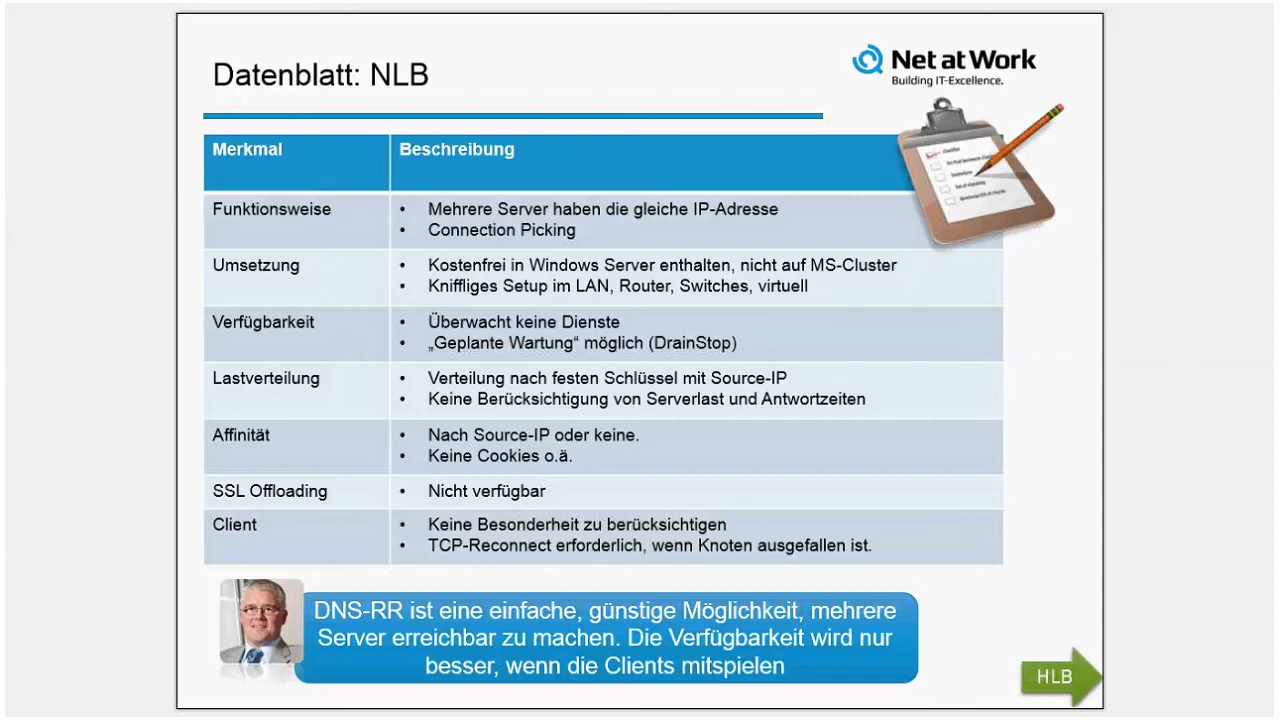 Datenblatt: NLB
Net at Work
Building IT-Excellence.
Merkmal
Beschreibung
Funktionsweise
• Mehrere Server haben die gleiche IP-Adresse
• Connection Picking
Umsetzung
• Kostenfrei in Windows Server enthalten, nicht auf MS-Cluster
• Kniffliges Setup im LAN, Router, Switches, virtuell
Verfügbarkeit
• Überwacht keine Dienste
• „Geplante Wartung“ möglich (DrainStop)
Lastverteilung
• Verteilung nach festen Schlüssel mit Source-IP
• Keine Berücksichtigung von Serverlast und Antwortzeiten
Affinität
• Nach Source-IP oder keine.
• Keine Cookies o.ä.
SSL Offloading
• Nicht verfügbar
Client
• Keine Besonderheit zu berücksichtigen
• TCP-Reconnect erforderlich, wenn Knoten ausgefallen ist.
DNS-RR ist eine einfache, günstige Möglichkeit, mehrere
Server erreichbar zu machen. Die Verfügbarkeit wird nur
besser, wenn die Clients mitspielen
HLB